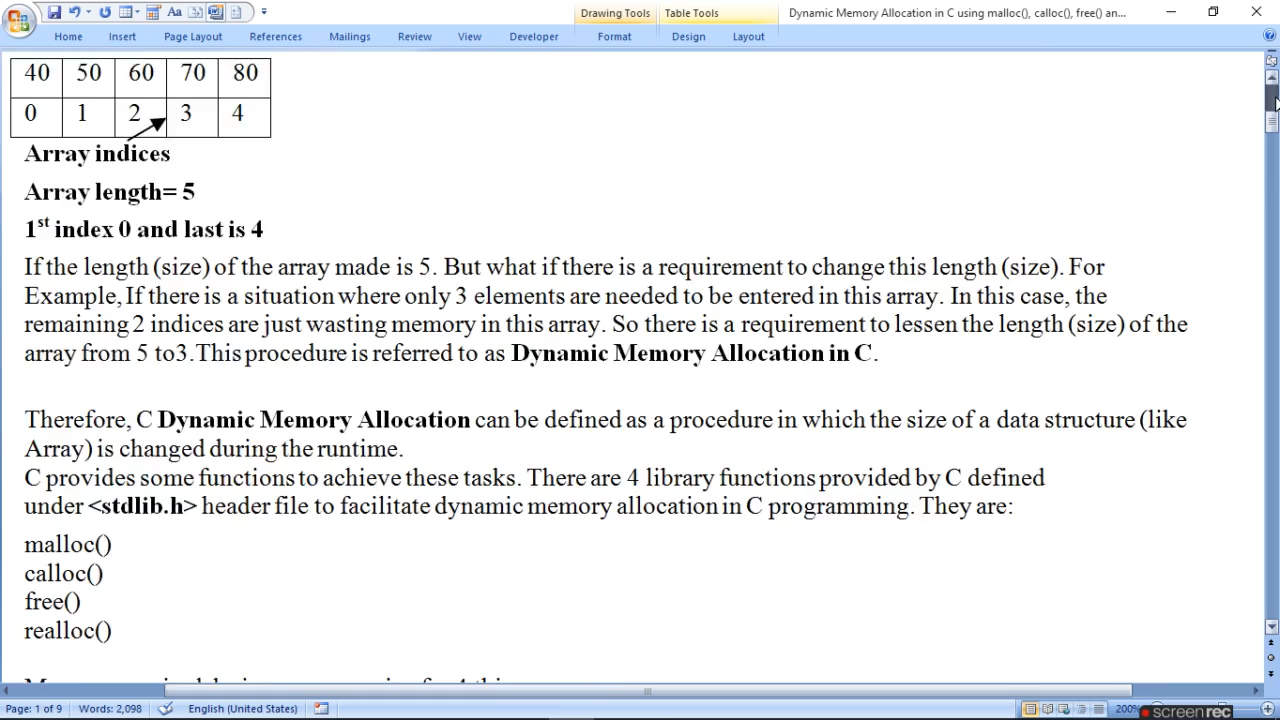 Drawing Tools Table Tools Dynamic Memory Allocation in C using malloc(), calloc(), free() an...
Home Insert Page Layout References Mailings Review View Developer Format Design Layout
40 50 60 70 80
0 1 2 3 4
Array indices
Array length= 5
1st index 0 and last is 4
If the length (size) of the array made is 5. But what if there is a requirement to change this length (size). For
Example, If there is a situation where only 3 elements are needed to be entered in this array. In this case, the
remaining 2 indices are just wasting memory in this array. So there is a requirement to lessen the length (size) of the
array from 5 to3.This procedure is referred to as Dynamic Memory Allocation in C.
Therefore, C Dynamic Memory Allocation can be defined as a procedure in which the size of a data structure (like
Array) is changed during the runtime.
C provides some functions to achieve these tasks. There are 4 library functions provided by C defined
under <stdlib.h> header file to facilitate dynamic memory allocation in C programming. They are:
malloc()
calloc()
free()
realloc()
Page: 1 of 9 Words: 2,098 English (United States) 200%
screenrec